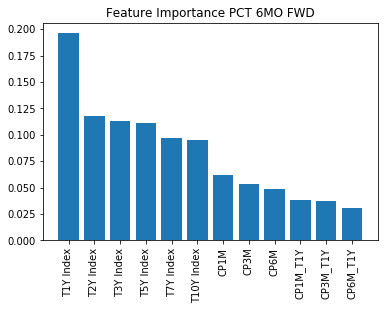 Feature Importance PCT 6MO FWD
0.200
0.175
0.150
0.125
0.100
0.075
0.050
0.025
0.000
T1Y Index
T2Y Index
T3Y Index
T5Y Index
T7Y Index
T10Y Index
CP1M
CP3M
CP6M
CP1M_T1Y
CP3M_T1Y
CP6M_T1Y